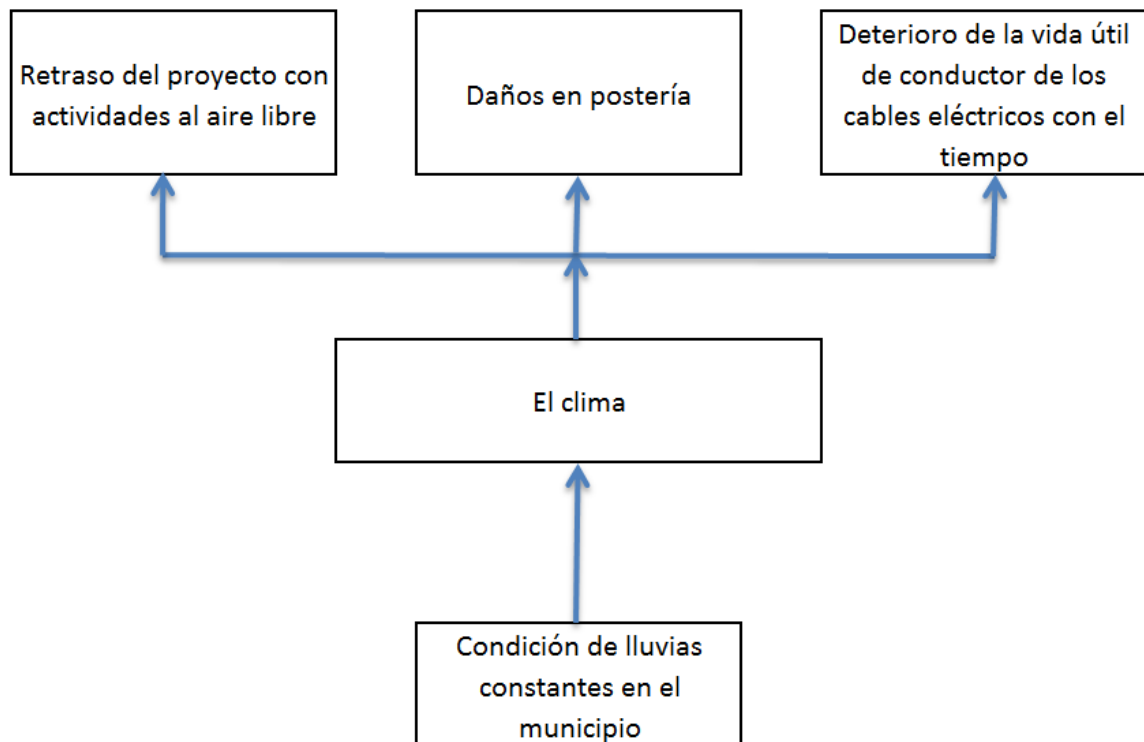 Retraso del proyecto con
actividades al aire libre
Daños en postería
Deterioro de la vida útil
de conductor de los
cables eléctricos con el
tiempo
El clima
Condición de lluvias
constantes en el
municipio